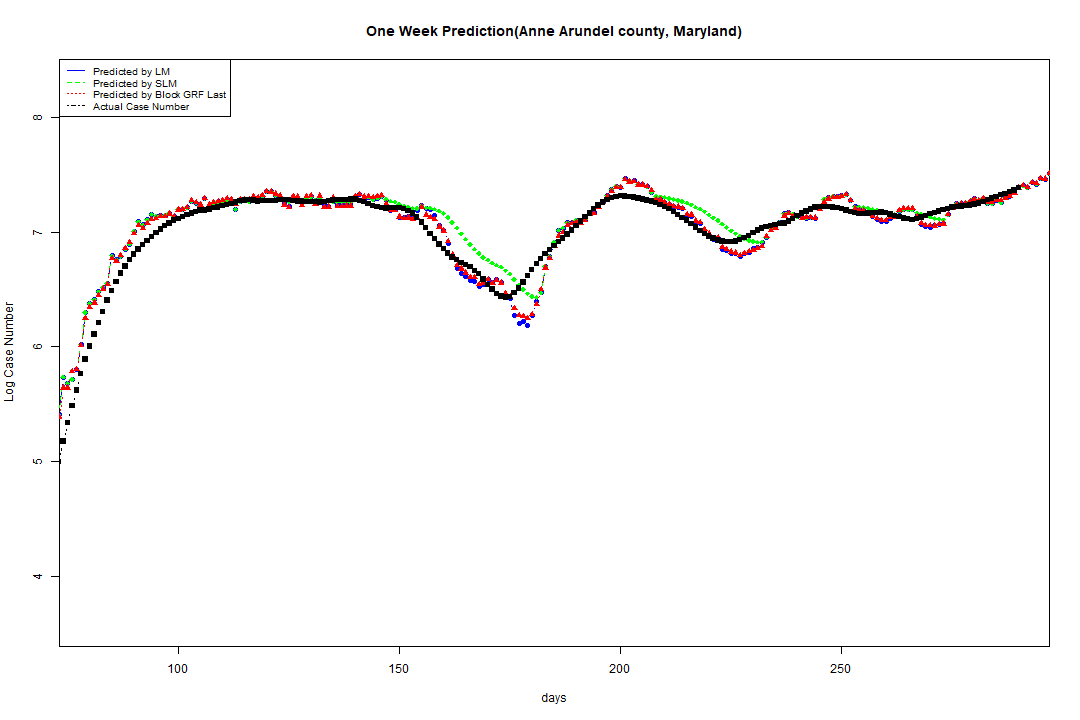 One Week Prediction(Anne Arundel county, Maryland)
Predicted by LM
Predicted by SLM
Predicted by Block GRF Last
Actual Case Number
8
7
6
5
4
Log Case Number
100 150 200 250
days